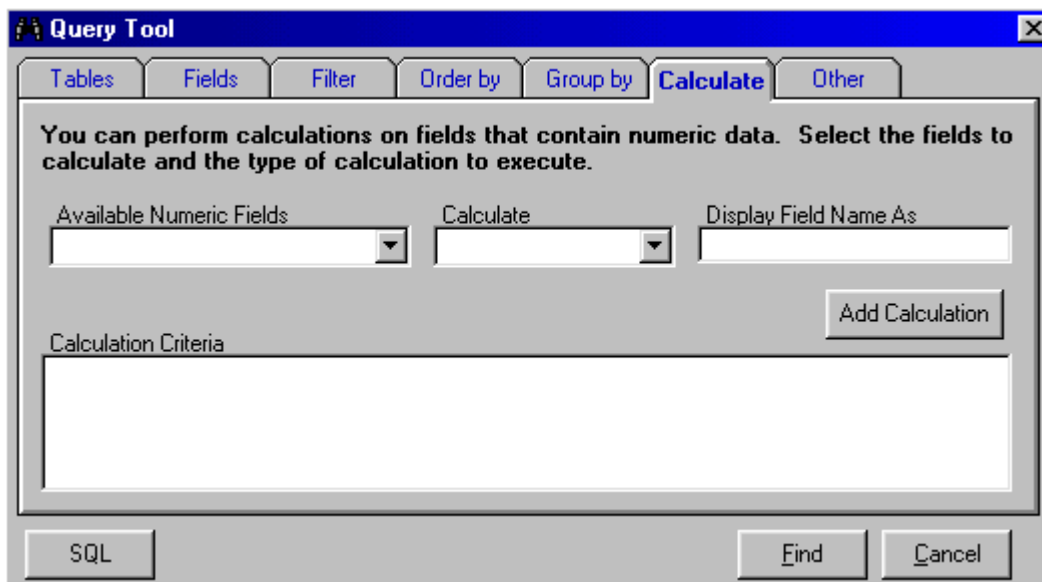 Query Tool
Tables Fields Filter Order by Group by Calculate Other
You can perform calculations on fields that contain numeric data. Select the fields to
calculate and the type of calculation to execute.
Available Numeric Fields Calculate Display Field Name As
Add Calculation
Calculation Criteria
SQL Find Cancel